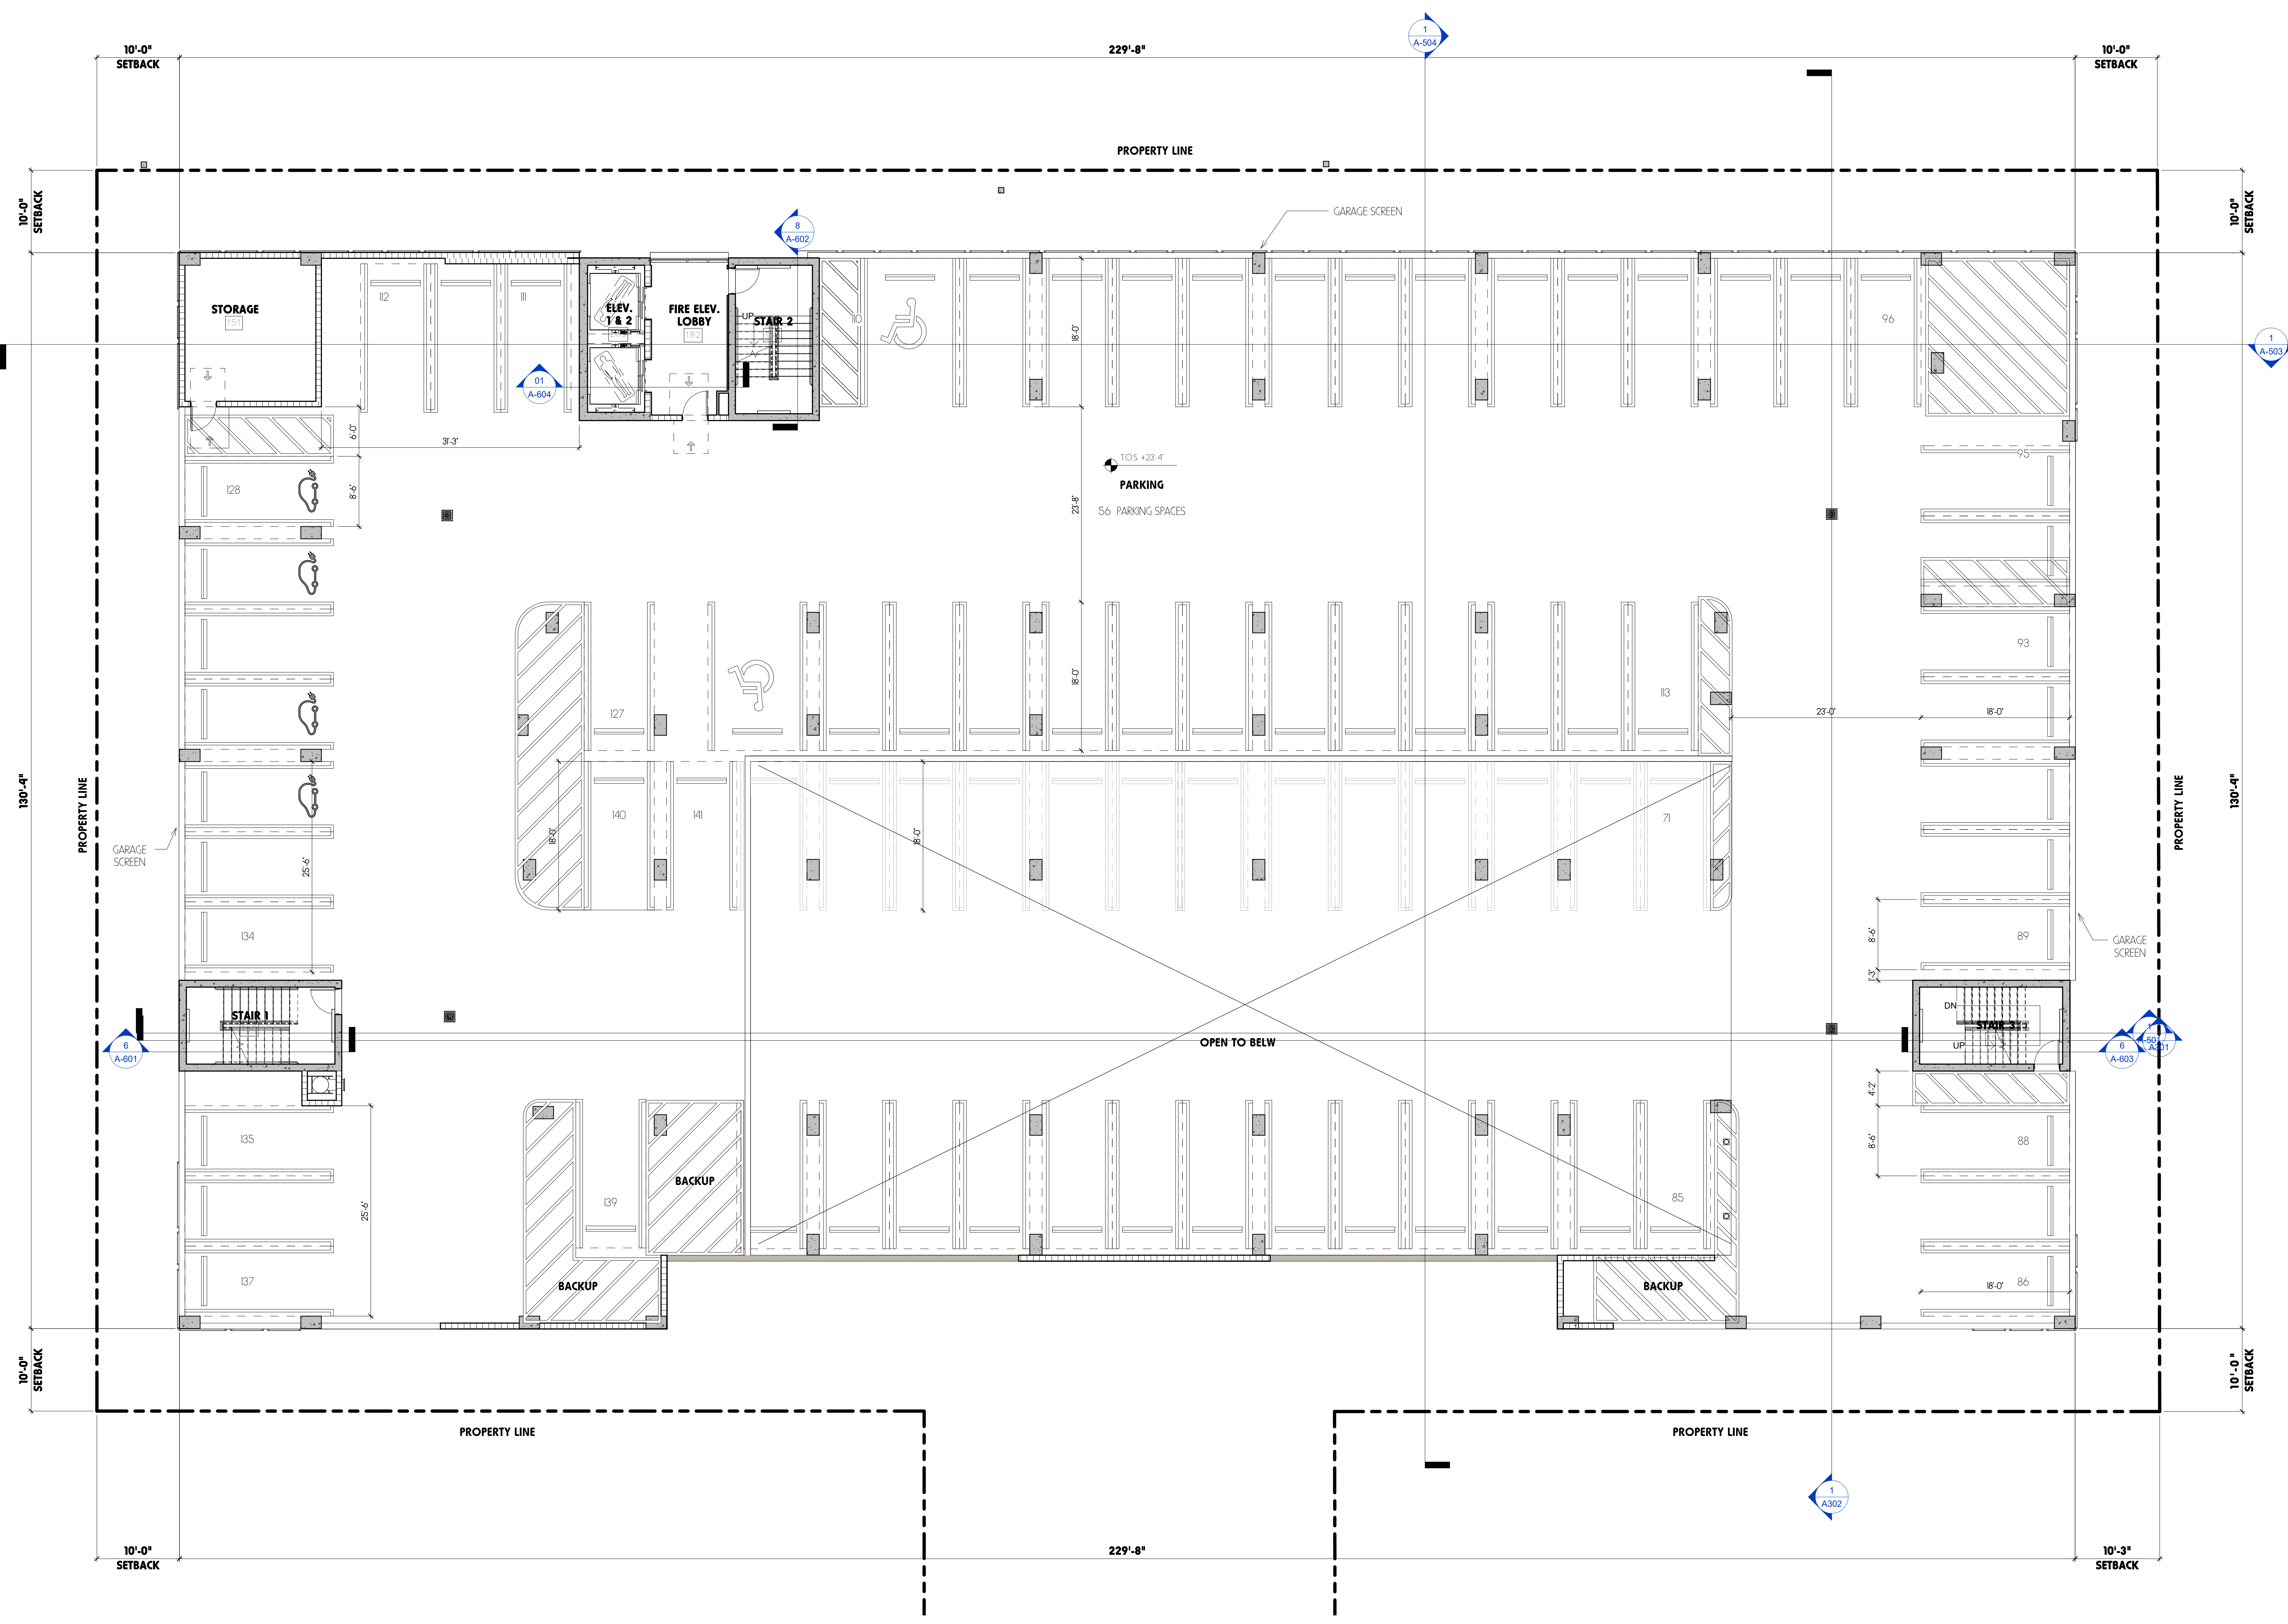 1
A-504
10'-0"
SETBACK
229'-8"
10'-0"
SETBACK
PROPERTY LINE
10'-0"
SETBACK
10'-0"
SETBACK
GARAGE SCREEN
8
A-602
STORAGE
151
112
111
ELEV.
1 & 2
FIRE ELEV.
LOBBY
182
UP
STAIR 2
110
18'-0"
96
1
A-503
01
A-604
6'-0"
31'-3"
T.O.S. +23'-4"
PARKING
56 PARKING SPACES
95
128
8'-6"
23'-8"
93
127
18'-0"
113
23'-0"
18'-0"
130'-4"
PROPERTY LINE
GARAGE
SCREEN
140
141
18'-0"
18'-0"
71
25'-6"
134
8'-6"
89
1'-3"
GARAGE
SCREEN
PROPERTY LINE
130'-4"
STAIR 1
6
A-601
OPEN TO BELW
DN
STAIR 3
UP
6
A-603
1
A-50
A301
4'-2"
8'-6"
88
135
25'-6"
139
BACKUP
85
137
BACKUP
BACKUP
18'-0"
86
10'-0"
SETBACK
10'-0"
SETBACK
PROPERTY LINE
PROPERTY LINE
1
A302
10'-0"
SETBACK
229'-8"
10'-3"
SETBACK